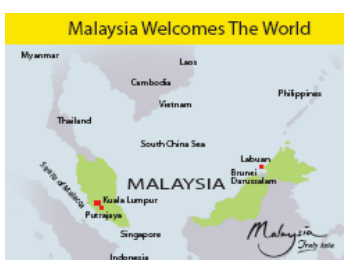 Malaysia Welcomes The World
Myanmar
Laos
Cambodia
Philippines
Vietnam
Thailand
South China Sea
Labuan
Straits of Malacca
Brunei
Darussalam
MALAYSIA
Kuala Lumpur
Putrajaya
Singapore
Malaysia
Truly Asia
Indonesia